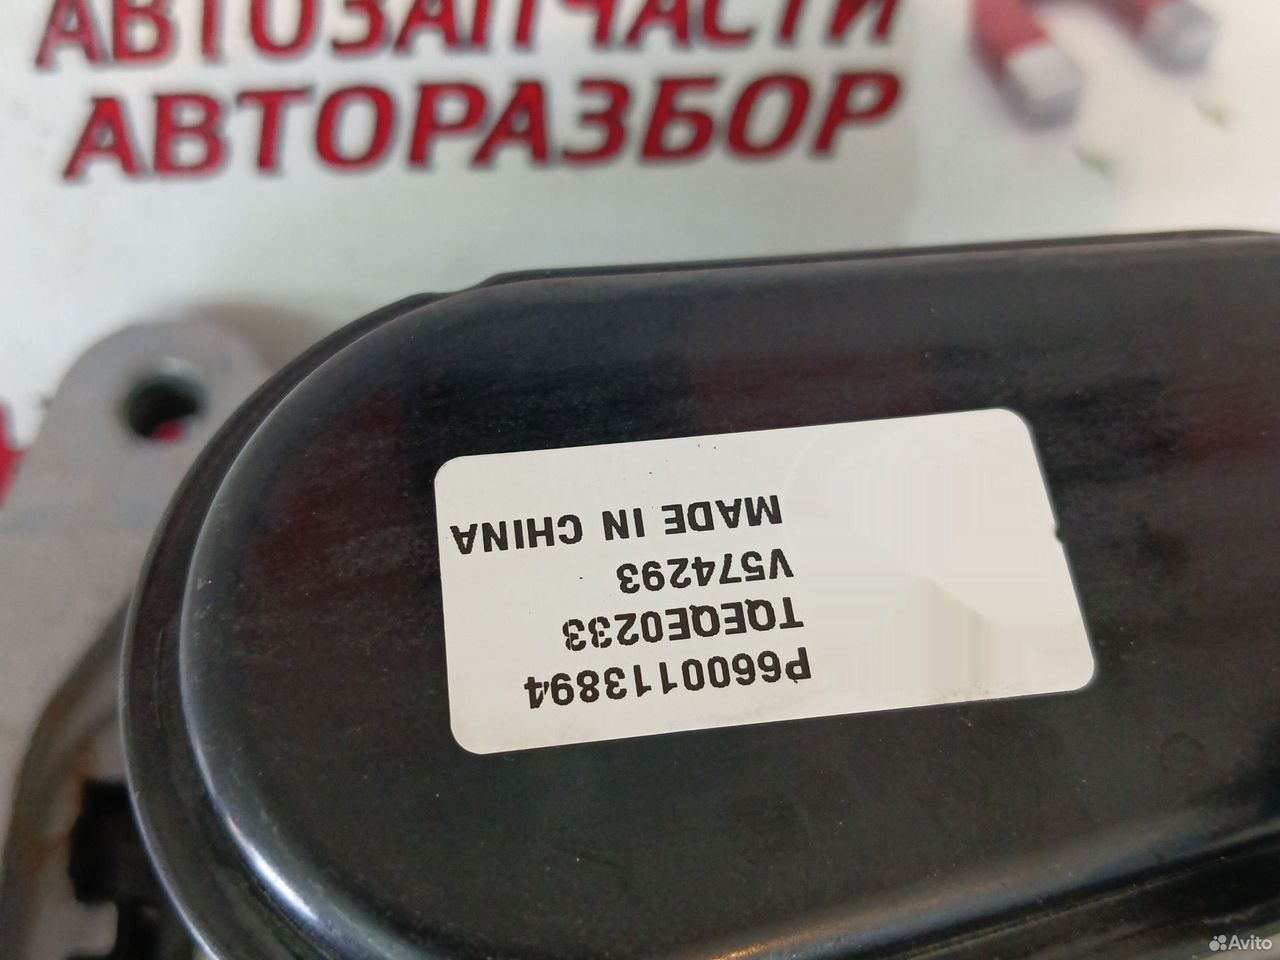 АВТОЗАПЧАСТИ
АВТОРАЗБОР
P6600113894
TQEQE0233
V574293
MADE IN CHINA
Avito